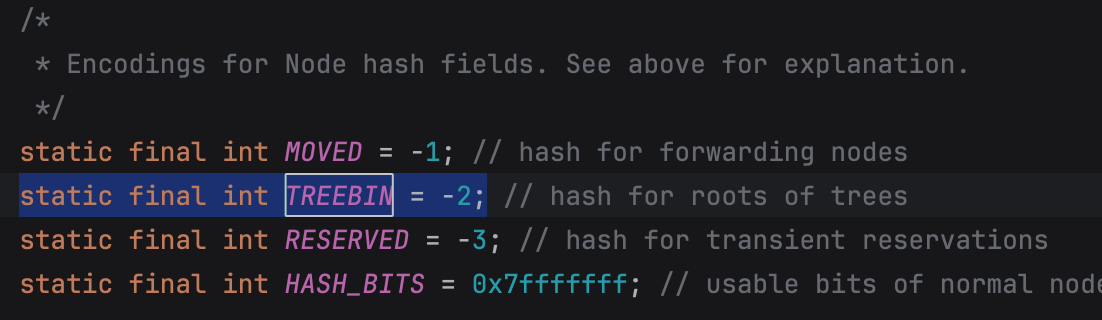 /*
 * Encodings for Node hash fields. See above for explanation.
 */
static final int MOVED = -1; // hash for forwarding nodes
static final int TREEBIN = -2; // hash for roots of trees
static final int RESERVED = -3; // hash for transient reservations
static final int HASH_BITS = 0x7fffffff; // usable bits of normal node